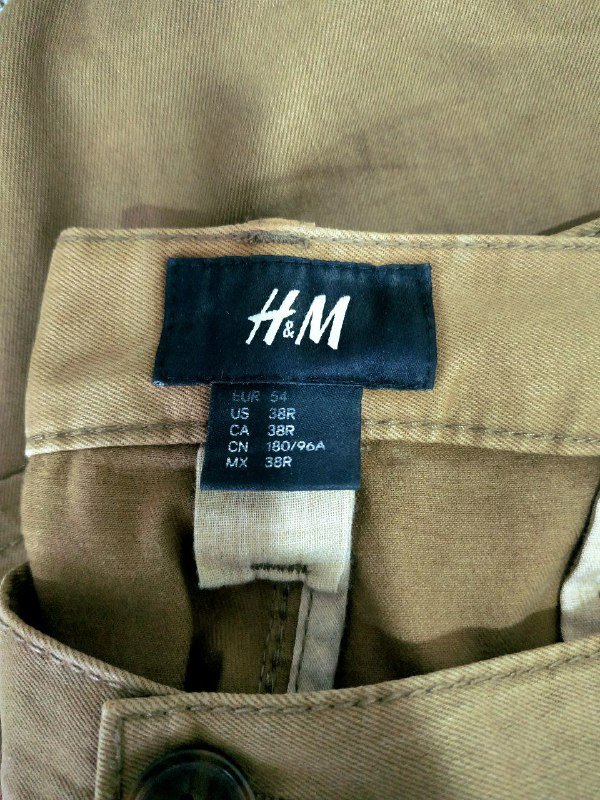 H&M
EUR 54
US 38R
CA 38R
CN 180/96A
MX 38R